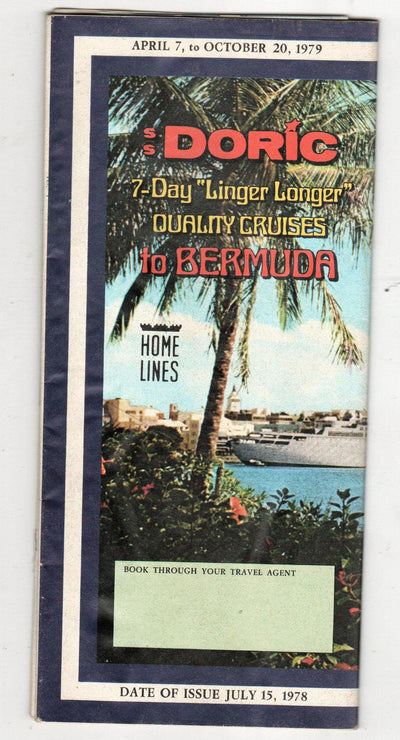 APRIL 7, to OCTOBER 20, 1979
SS DORIC
7-Day "Linger Longer"
QUALITY CRUISES
to BERMUDA
HOME
LINES
BOOK THROUGH YOUR TRAVEL AGENT
DATE OF ISSUE JULY 15, 1978